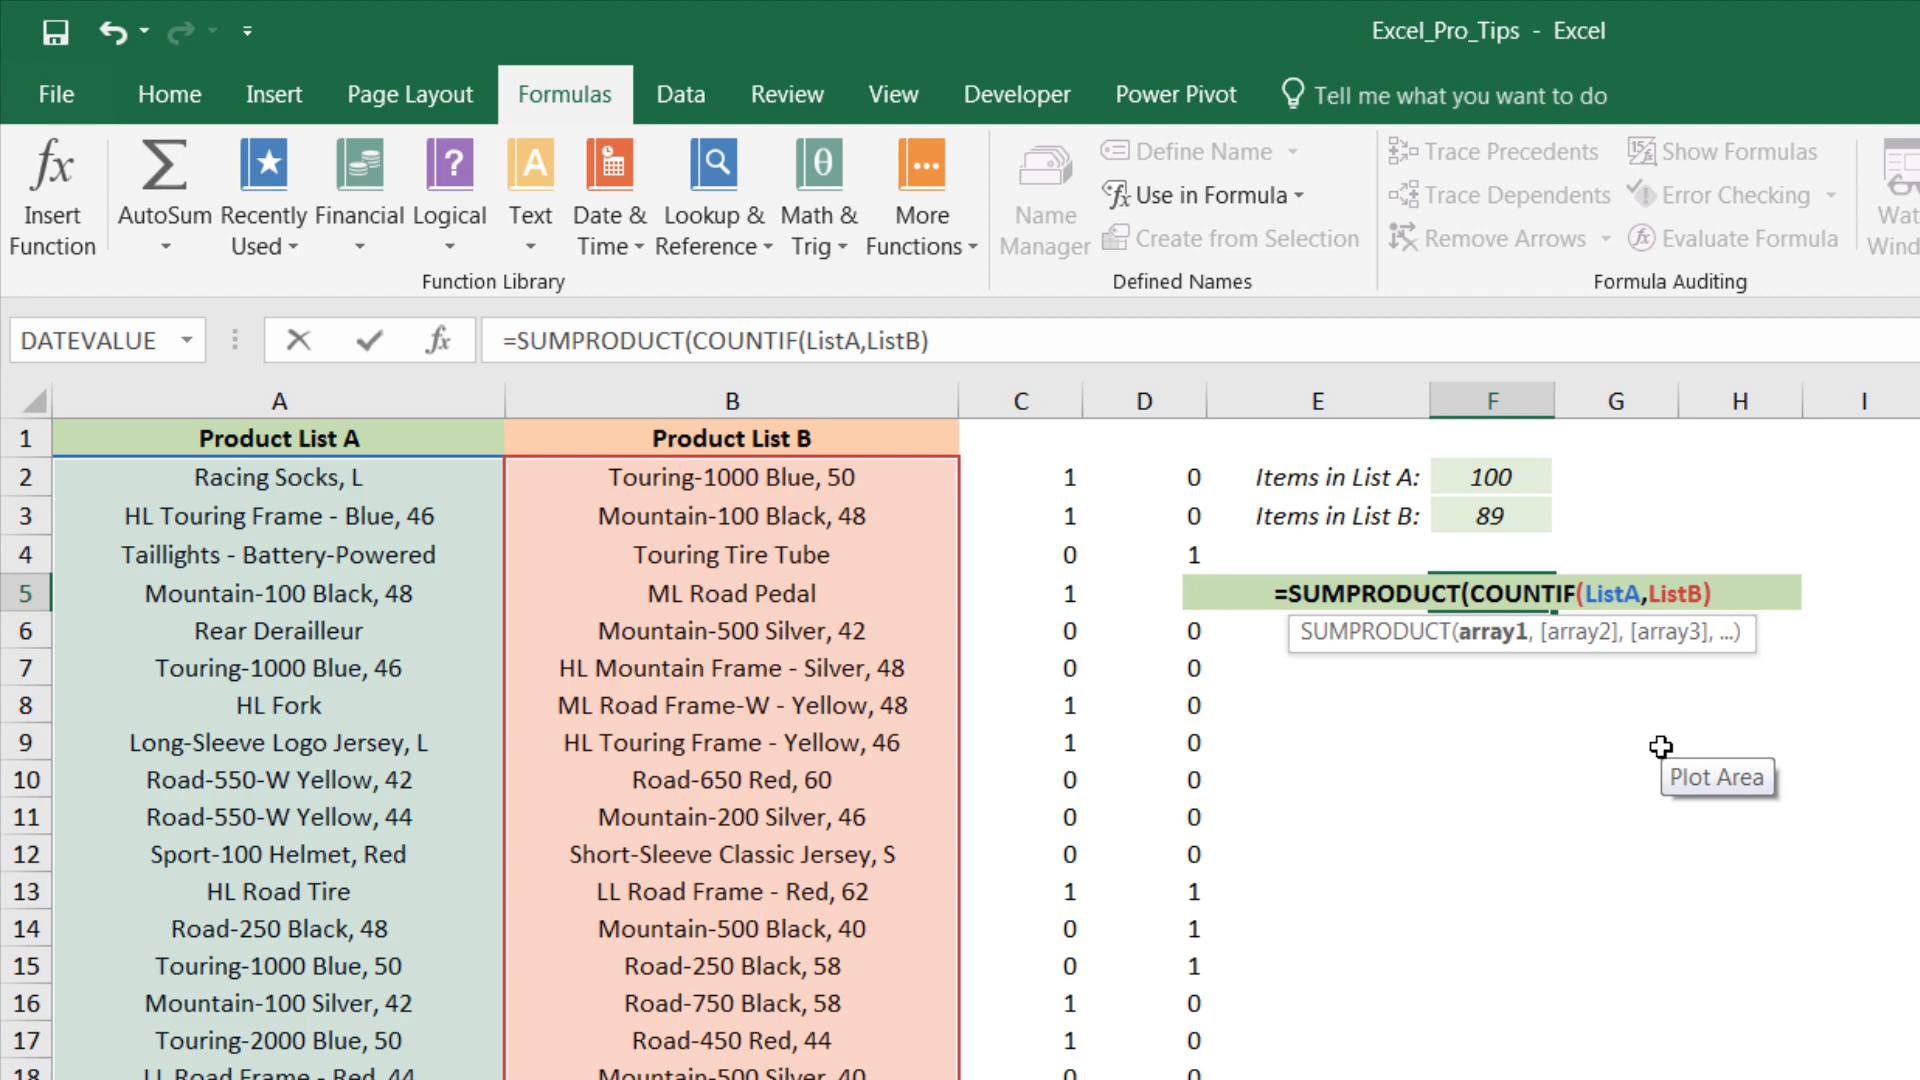 Excel_Pro_Tips - Excel
File Home Insert Page Layout Formulas Data Review View Developer Power Pivot Tell me what you want to do
fx Σ ★ ? A θ ... Define Name Trace Precedents Show Formulas
Insert AutoSum Recently Financial Logical Text Date & Lookup & Math & More Name Use in Formula Trace Dependents Error Checking Wat
Function Used Time Reference Trig Functions Manager Create from Selection Remove Arrows Evaluate Formula Wind
Function Library Defined Names Formula Auditing
DATEVALUE fx =SUMPRODUCT(COUNTIF(ListA,ListB)
A B C D E F G H I
1 Product List A Product List B
2 Racing Socks, L Touring-1000 Blue, 50 1 0 Items in List A: 100
3 HL Touring Frame - Blue, 46 Mountain-100 Black, 48 1 0 Items in List B: 89
4 Taillights - Battery-Powered Touring Tire Tube 0 1
5 Mountain-100 Black, 48 ML Road Pedal 1 =SUMPRODUCT(COUNTIF(ListA,ListB)
6 Rear Derailleur Mountain-500 Silver, 42 0 0 SUMPRODUCT(array1, [array2], [array3], ...)
7 Touring-1000 Blue, 46 HL Mountain Frame - Silver, 48 0 0
8 HL Fork ML Road Frame-W - Yellow, 48 1 0
9 Long-Sleeve Logo Jersey, L HL Touring Frame - Yellow, 46 1 0
10 Road-550-W Yellow, 42 Road-650 Red, 60 0 0 Plot Area
11 Road-550-W Yellow, 44 Mountain-200 Silver, 46 0 0
12 Sport-100 Helmet, Red Short-Sleeve Classic Jersey, S 0 0
13 HL Road Tire LL Road Frame - Red, 62 1 1
14 Road-250 Black, 48 Mountain-500 Black, 40 0 1
15 Touring-1000 Blue, 50 Road-250 Black, 58 0 1
16 Mountain-100 Silver, 42 Road-750 Black, 58 1 0
17 Touring-2000 Blue, 50 Road-450 Red, 44 1 0
18 LL Road Frame - Red, 44 Mountain-500 Silver, 40 0 0